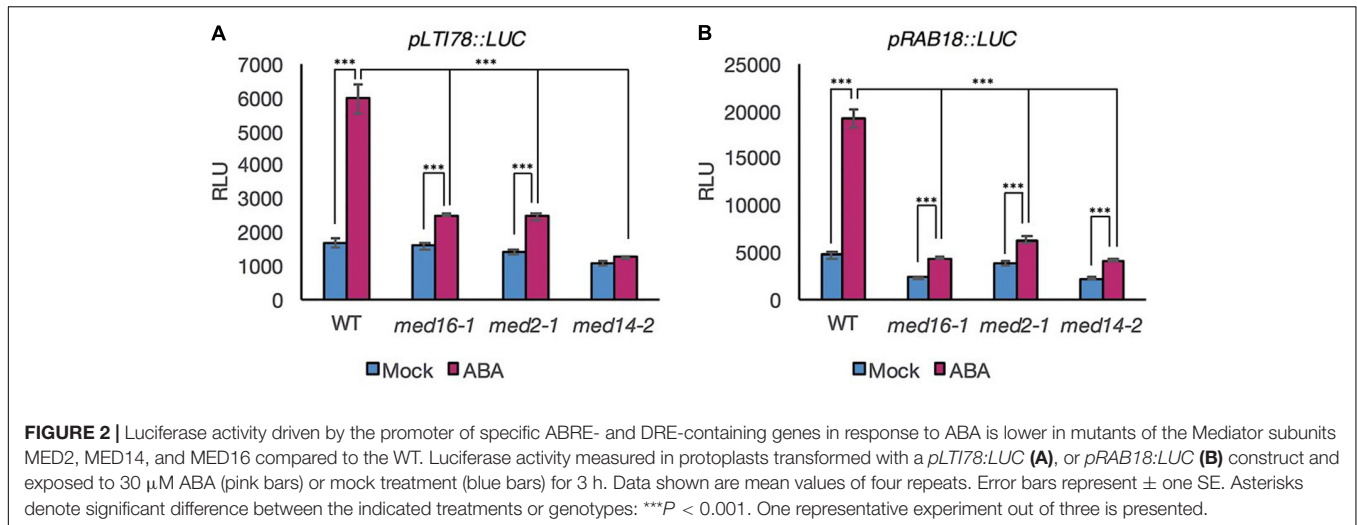 A
pLTI78::LUC
7000
6000
5000
4000
3000
2000
1000
0
RLU
***
***
***
***
WT
med16-1
med2-1
med14-2
Mock
ABA
B
pRAB18::LUC
25000
20000
15000
10000
5000
0
RLU
***
***
***
***
***
WT
med16-1
med2-1
med14-2
Mock
ABA
FIGURE 2 | Luciferase activity driven by the promoter of specific ABRE- and DRE-containing genes in response to ABA is lower in mutants of the Mediator subunits
MED2, MED14, and MED16 compared to the WT. Luciferase activity measured in protoplasts transformed with a pLTI78:LUC (A), or pRAB18:LUC (B) construct and
exposed to 30 μM ABA (pink bars) or mock treatment (blue bars) for 3 h. Data shown are mean values of four repeats. Error bars represent ± one SE. Asterisks
denote significant difference between the indicated treatments or genotypes: ***P < 0.001. One representative experiment out of three is presented.